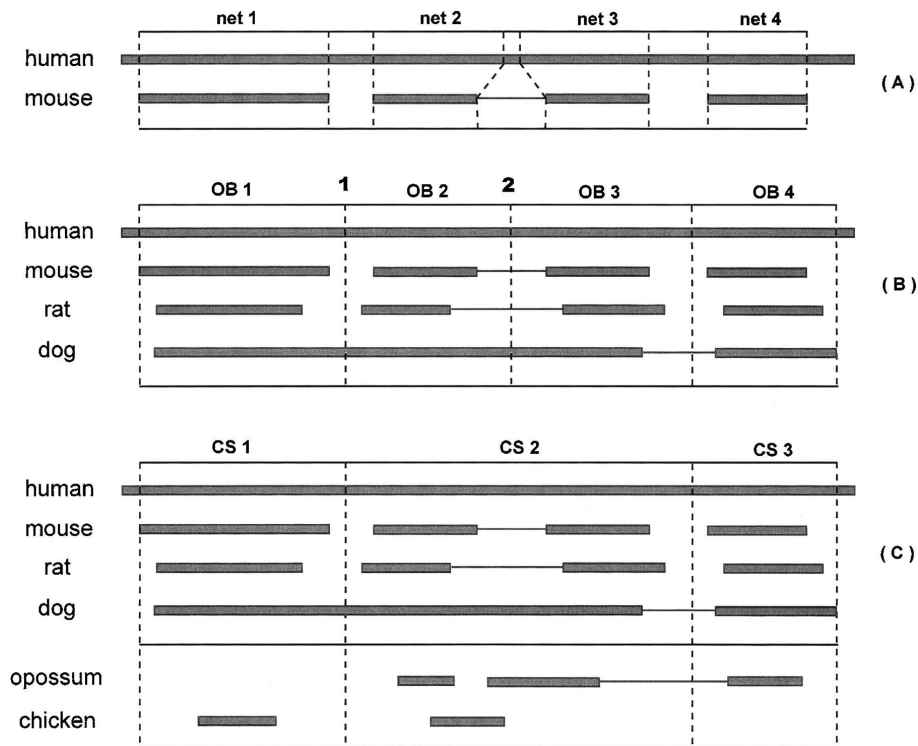 net 1 net 2 net 3 net 4
human
mouse
( A )
OB 1 1 OB 2 2 OB 3 OB 4
human
mouse
( B )
rat
dog
CS 1 CS 2 CS 3
human
mouse
( C )
rat
dog
opossum
chicken